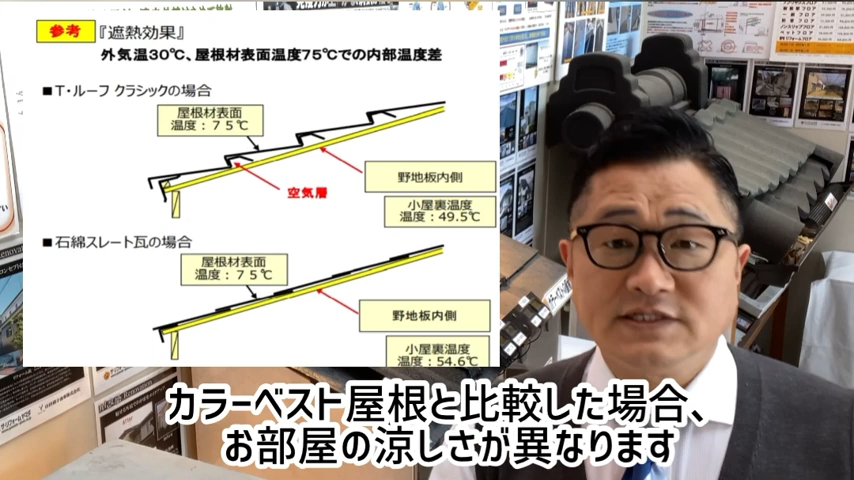 参考 『遮熱効果』
外気温30℃、屋根材表面温度75℃での内部温度差
■T・ルーフ クラシックの場合
屋根材表面
温度：７５℃
空気層
野地板内側
小屋裏温度
温度：49.5℃
■石綿スレート瓦の場合
屋根材表面
温度：７５℃
野地板内側
小屋裏温度
温度：54.6℃
カラーベスト屋根と比較した場合、
お部屋の涼しさが異なります